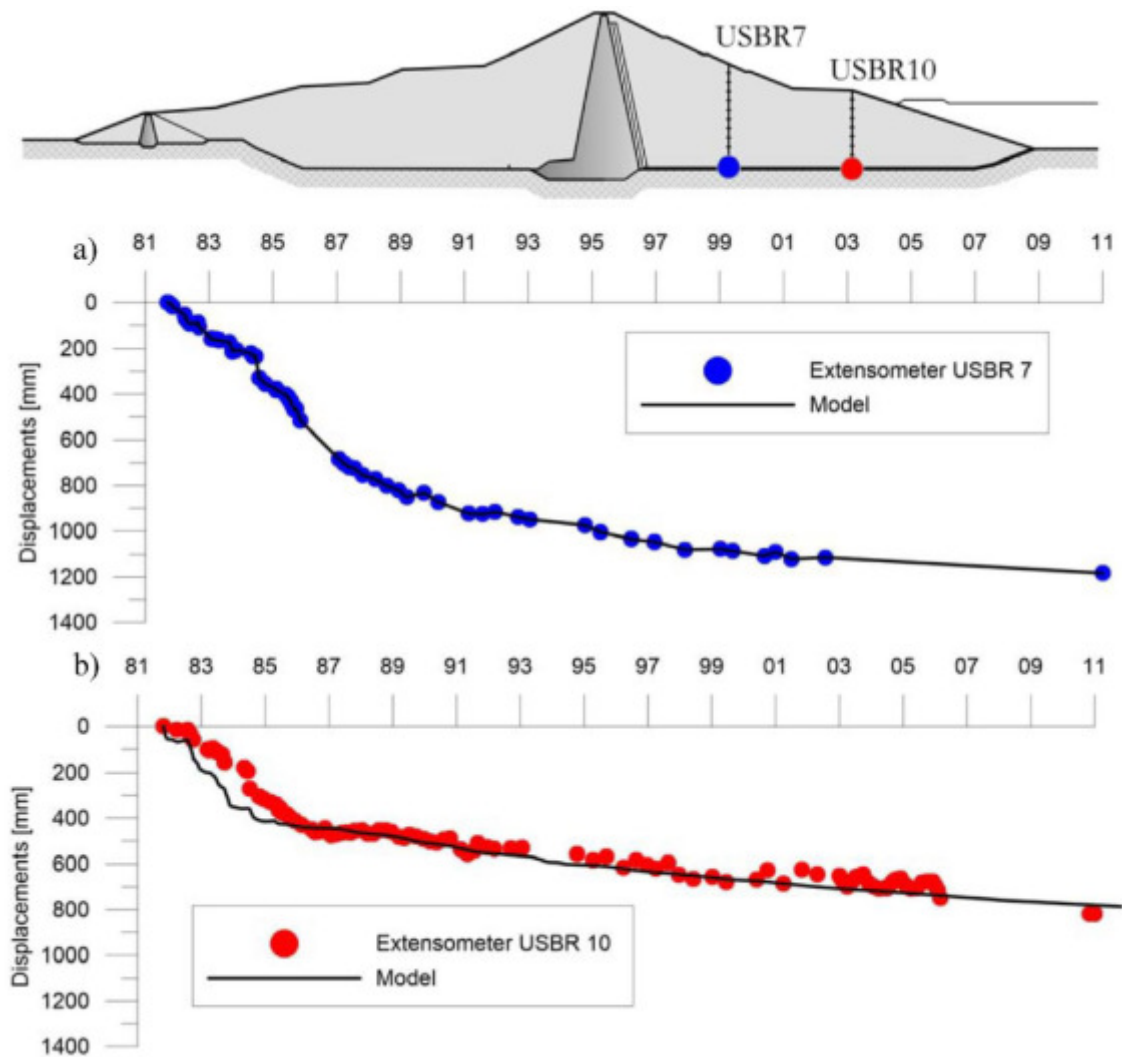 USBR7
USBR10
a)
81 83 85 87 89 91 93 95 97 99 01 03 05 07 09 11
Displacements [mm]
0
200
400
600
800
1000
1200
1400
Extensometer USBR 7
Model
b)
81 83 85 87 89 91 93 95 97 99 01 03 05 07 09 11
Displacements [mm]
0
200
400
600
800
1000
1200
1400
Extensometer USBR 10
Model